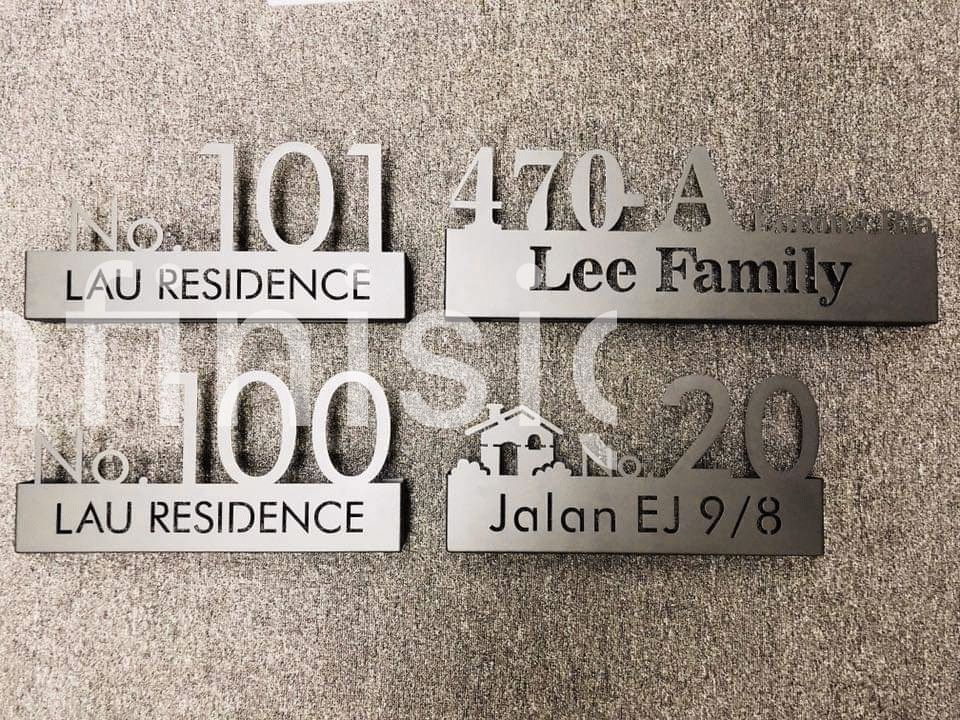 No. 101
LAU RESIDENCE
470-A
Lee Family
No. 100
LAU RESIDENCE
No. 20
Jalan EJ 9/8